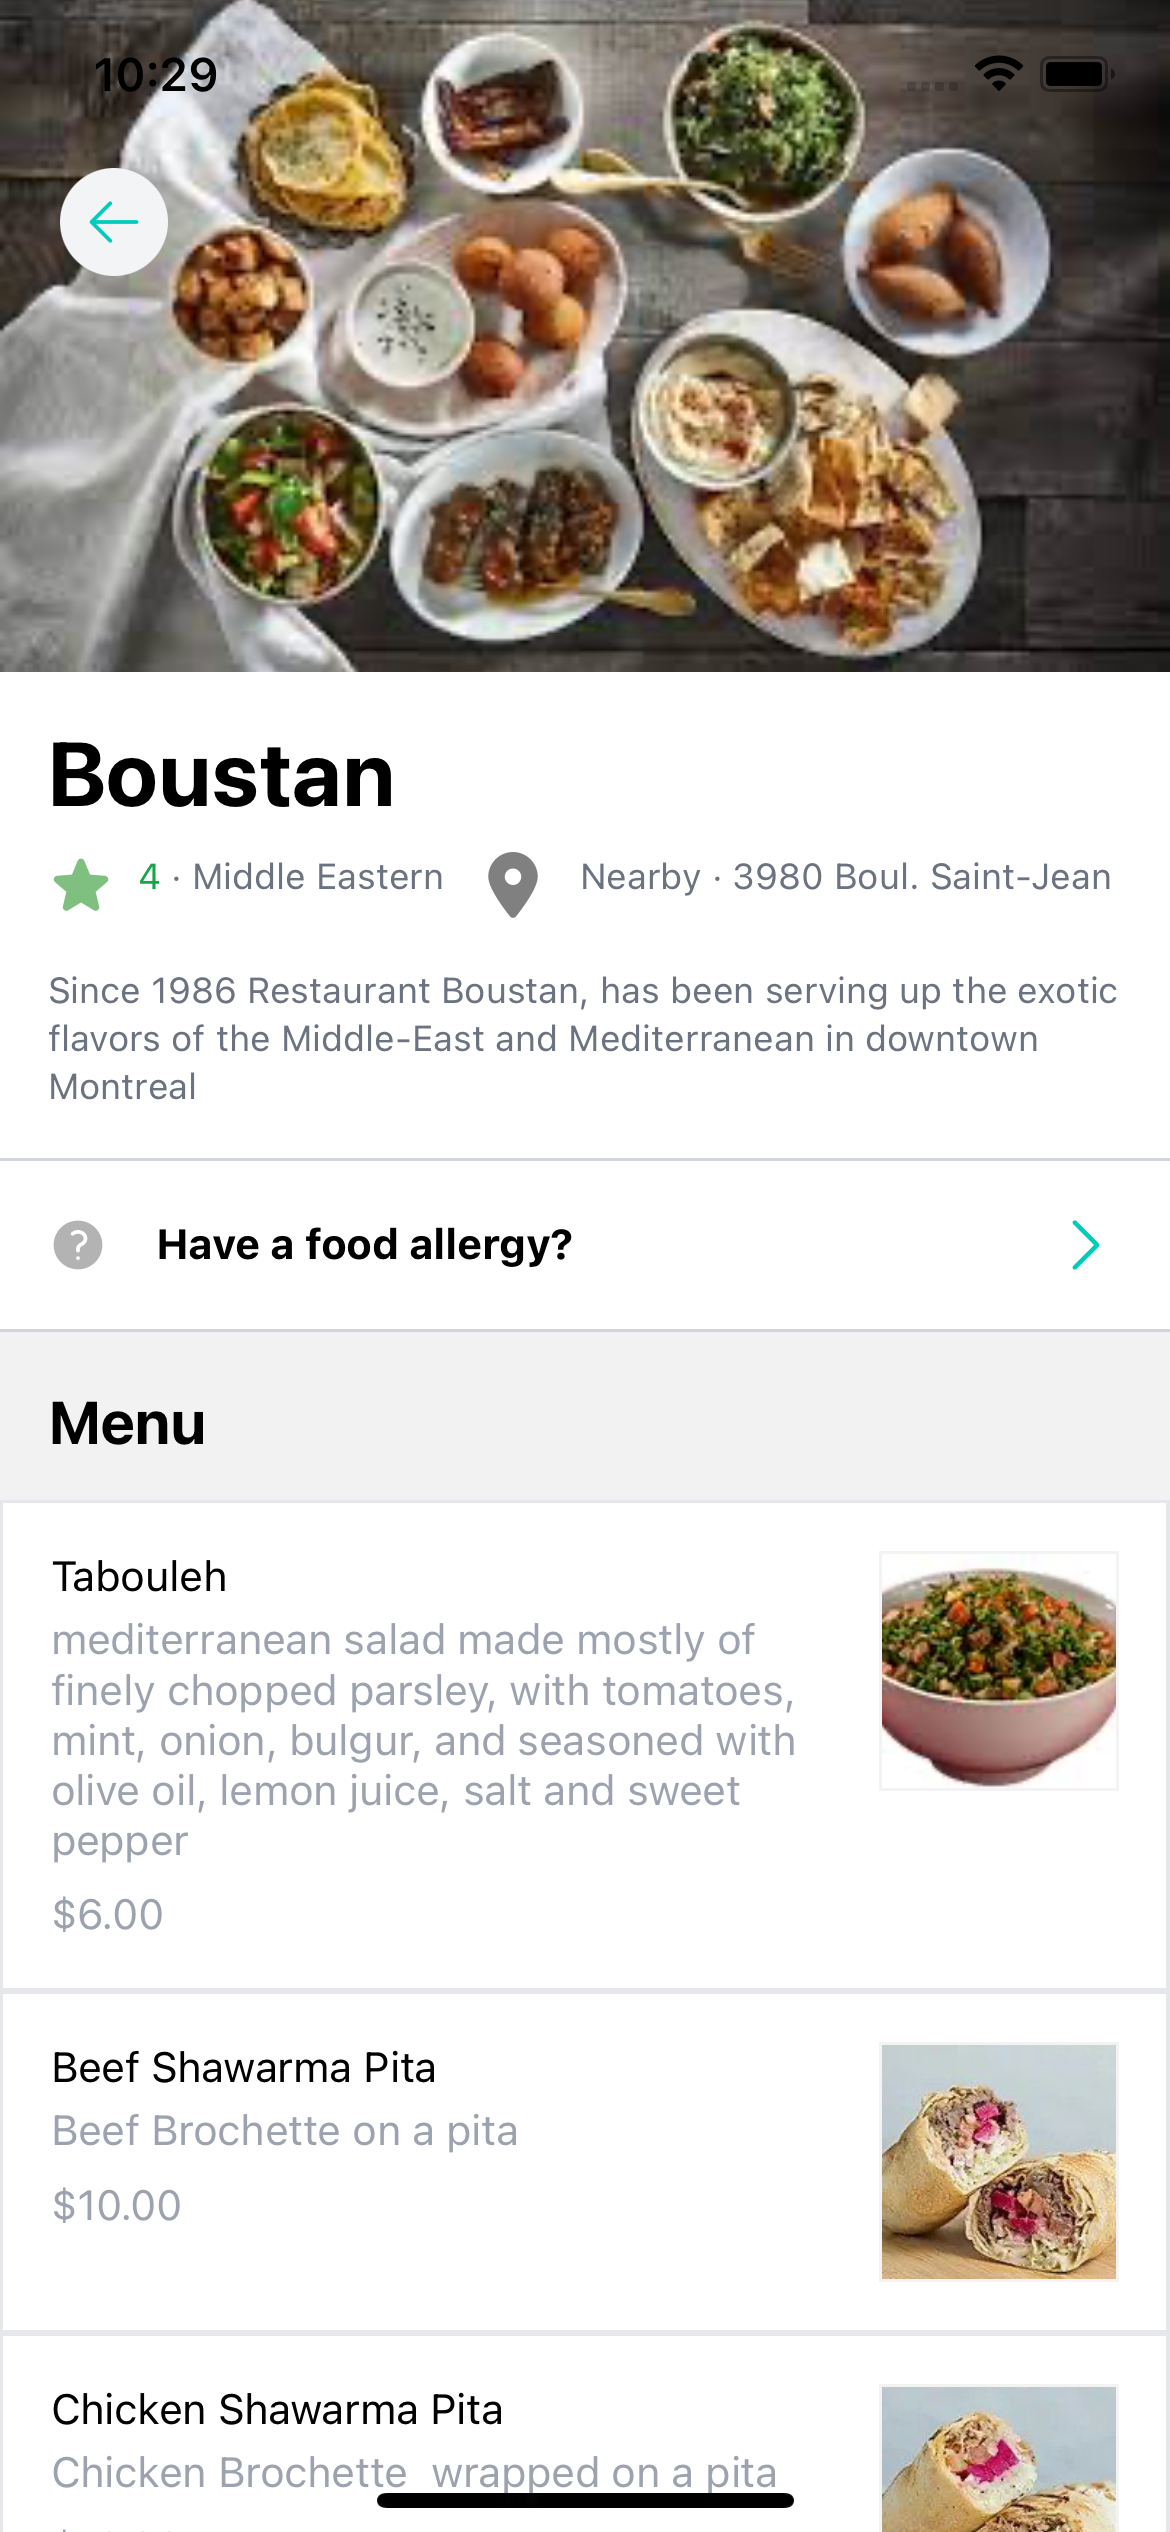 10:29
Boustan
4 · Middle Eastern
Nearby · 3980 Boul. Saint-Jean
Since 1986 Restaurant Boustan, has been serving up the exotic
flavors of the Middle-East and Mediterranean in downtown
Montreal
? Have a food allergy?
Menu
Tabouleh
mediterranean salad made mostly of
finely chopped parsley, with tomatoes,
mint, onion, bulgur, and seasoned with
olive oil, lemon juice, salt and sweet
pepper
$6.00
Beef Shawarma Pita
Beef Brochette on a pita
$10.00
Chicken Shawarma Pita
Chicken Brochette  wrapped on a pita